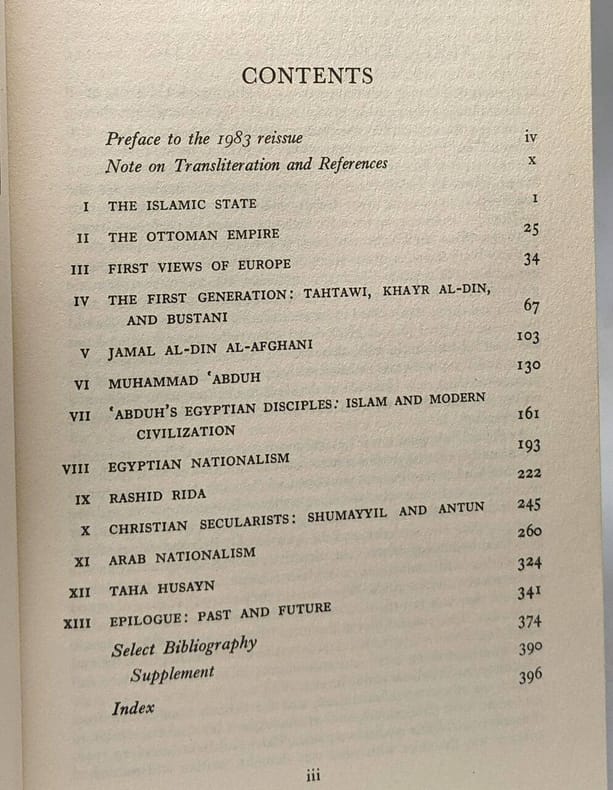 CONTENTS
Preface to the 1983 reissue iv
Note on Transliteration and References x
I THE ISLAMIC STATE 1
II THE OTTOMAN EMPIRE 25
III FIRST VIEWS OF EUROPE 34
IV THE FIRST GENERATION: TAHTAWI, KHAYR AL-DIN,
AND BUSTANI 67
V JAMAL AL-DIN AL-AFGHANI 103
VI MUHAMMAD ʿABDUH 130
VII ʿABDUH'S EGYPTIAN DISCIPLES: ISLAM AND MODERN
CIVILIZATION 161
VIII EGYPTIAN NATIONALISM 193
IX RASHID RIDA 222
X CHRISTIAN SECULARISTS: SHUMAYYIL AND ANTUN 245
XI ARAB NATIONALISM 260
XII TAHA HUSAYN 324
XIII EPILOGUE: PAST AND FUTURE 341
Select Bibliography 374
Supplement 390
Index 396
iii